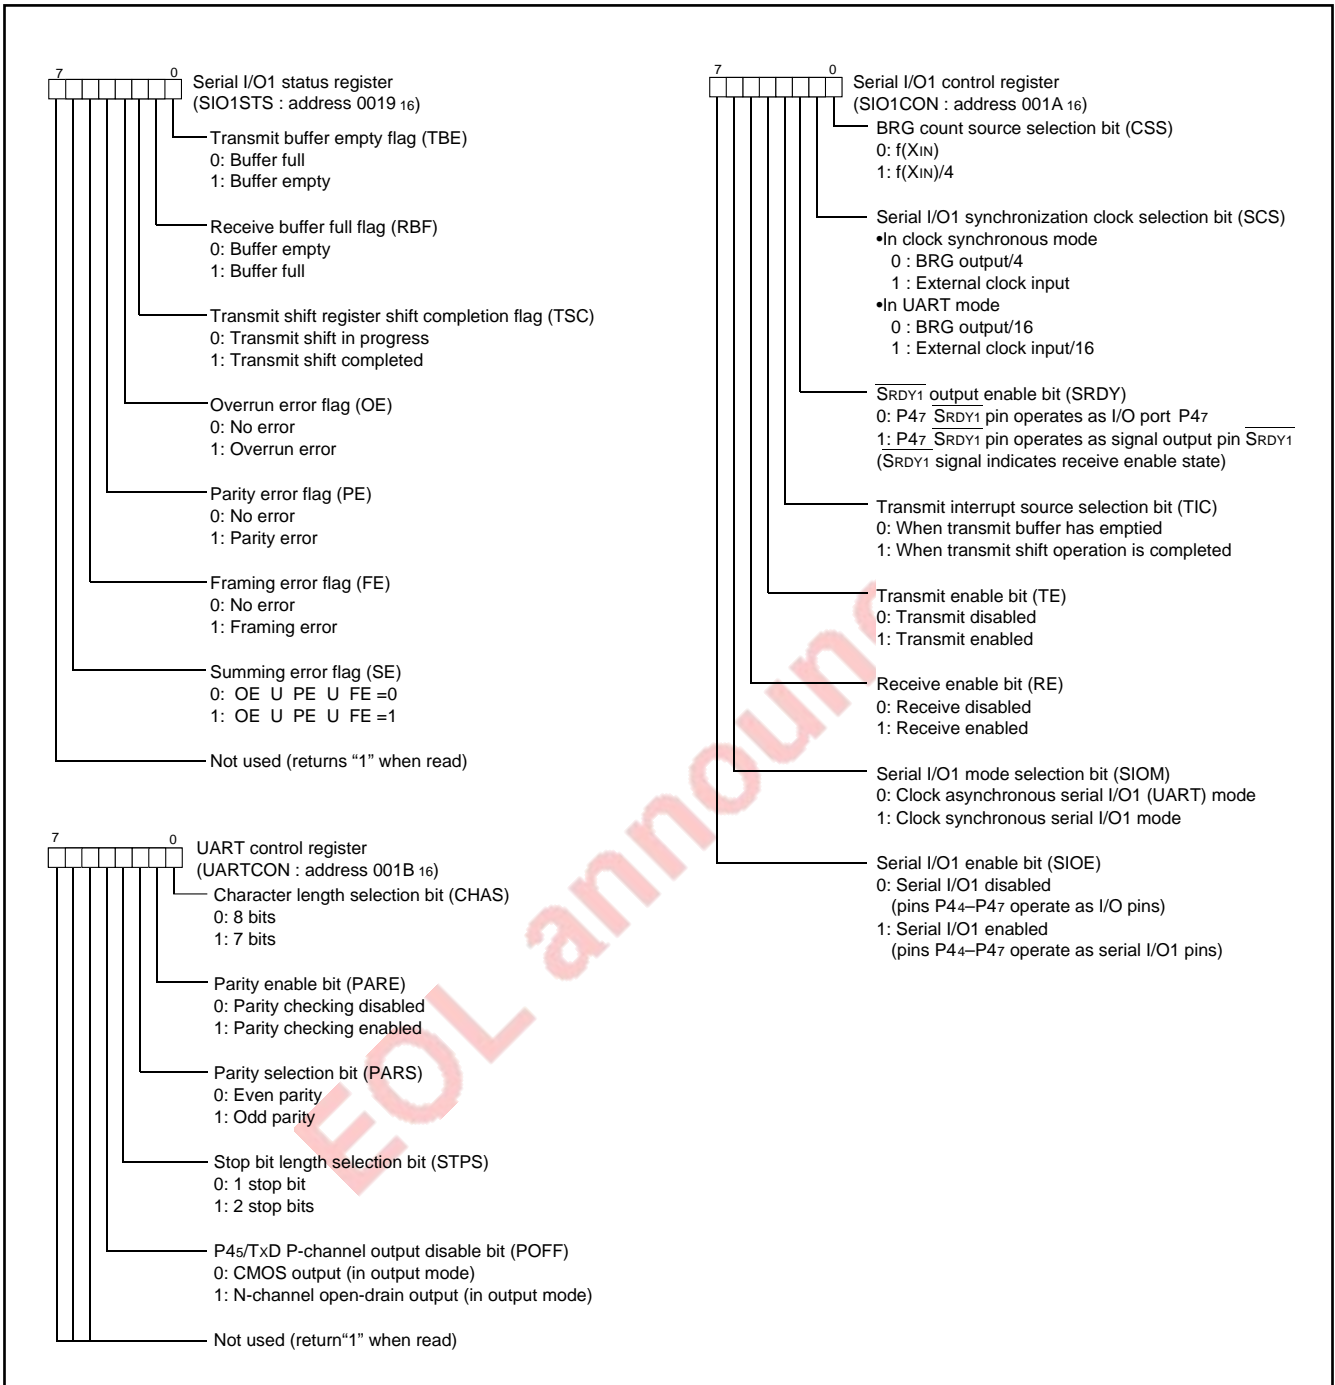 7 0
Serial I/O1 status register
(SIO1STS : address 0019 16)
Transmit buffer empty flag (TBE)
0: Buffer full
1: Buffer empty
Receive buffer full flag (RBF)
0: Buffer empty
1: Buffer full
Transmit shift register shift completion flag (TSC)
0: Transmit shift in progress
1: Transmit shift completed
Overrun error flag (OE)
0: No error
1: Overrun error
Parity error flag (PE)
0: No error
1: Parity error
Framing error flag (FE)
0: No error
1: Framing error
Summing error flag (SE)
0: OE U PE U FE =0
1: OE U PE U FE =1
Not used (returns “1” when read)
7 0
UART control register
(UARTCON : address 001B 16)
Character length selection bit (CHAS)
0: 8 bits
1: 7 bits
Parity enable bit (PARE)
0: Parity checking disabled
1: Parity checking enabled
Parity selection bit (PARS)
0: Even parity
1: Odd parity
Stop bit length selection bit (STPS)
0: 1 stop bit
1: 2 stop bits
P45/TxD P-channel output disable bit (POFF)
0: CMOS output (in output mode)
1: N-channel open-drain output (in output mode)
Not used (return“1” when read)
7 0
Serial I/O1 control register
(SIO1CON : address 001A 16)
BRG count source selection bit (CSS)
0: f(XIN)
1: f(XIN)/4
Serial I/O1 synchronization clock selection bit (SCS)
•In clock synchronous mode
0 : BRG output/4
1 : External clock input
•In UART mode
0 : BRG output/16
1 : External clock input/16
SRDY1 output enable bit (SRDY)
0: P47 SRDY1 pin operates as I/O port P47
1: P47 SRDY1 pin operates as signal output pin SRDY1
(SRDY1 signal indicates receive enable state)
Transmit interrupt source selection bit (TIC)
0: When transmit buffer has emptied
1: When transmit shift operation is completed
Transmit enable bit (TE)
0: Transmit disabled
1: Transmit enabled
Receive enable bit (RE)
0: Receive disabled
1: Receive enabled
Serial I/O1 mode selection bit (SIOM)
0: Clock asynchronous serial I/O1 (UART) mode
1: Clock synchronous serial I/O1 mode
Serial I/O1 enable bit (SIOE)
0: Serial I/O1 disabled
(pins P44–P47 operate as I/O pins)
1: Serial I/O1 enabled
(pins P44–P47 operate as serial I/O1 pins)
EOL announ